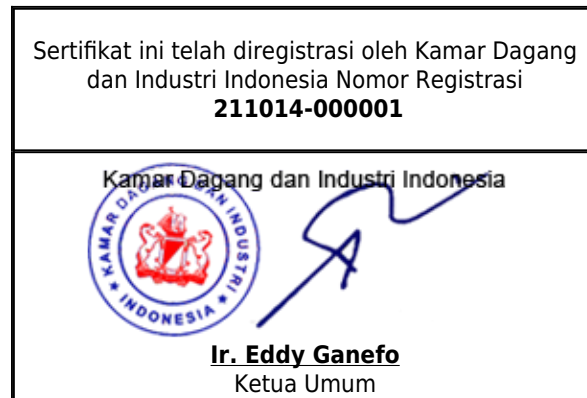 Sertifikat ini telah diregistrasi oleh Kamar Dagang
dan Industri Indonesia Nomor Registrasi
211014-000001
Kamar Dagang dan Industri Indonesia
KAMAR DAGANG DAN INDUSTRI
* INDONESIA *
Ir. Eddy Ganefo
Ketua Umum